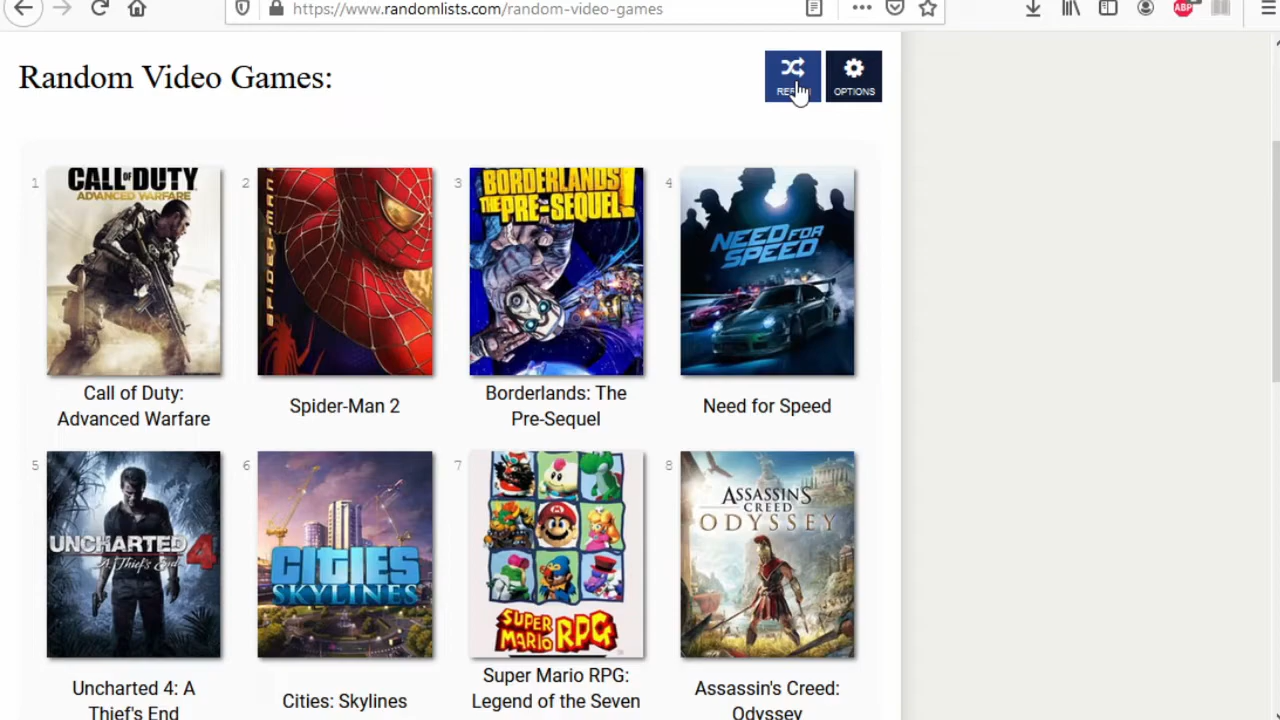 https://www.randomlists.com/random-video-games
ABP
Random Video Games:
OPTIONS
1
2
3
4
CALL OF DUTY
ADVANCED WARFARE
SPIDER-MAN
BORDERLANDS
THE PRE-SEQUEL!
NEED FOR
SPEED
Call of Duty:
Advanced Warfare
Spider-Man 2
Borderlands: The
Pre-Sequel
Need for Speed
5
6
7
8
UNCHARTED 4
A Thief's End
CITIES
SKYLINES
SUPER
MARIO RPG
ASSASSIN'S
CREED
ODYSSEY
Uncharted 4: A
Thief's End
Cities: Skylines
Super Mario RPG:
Legend of the Seven
Assassin's Creed:
Odyssey